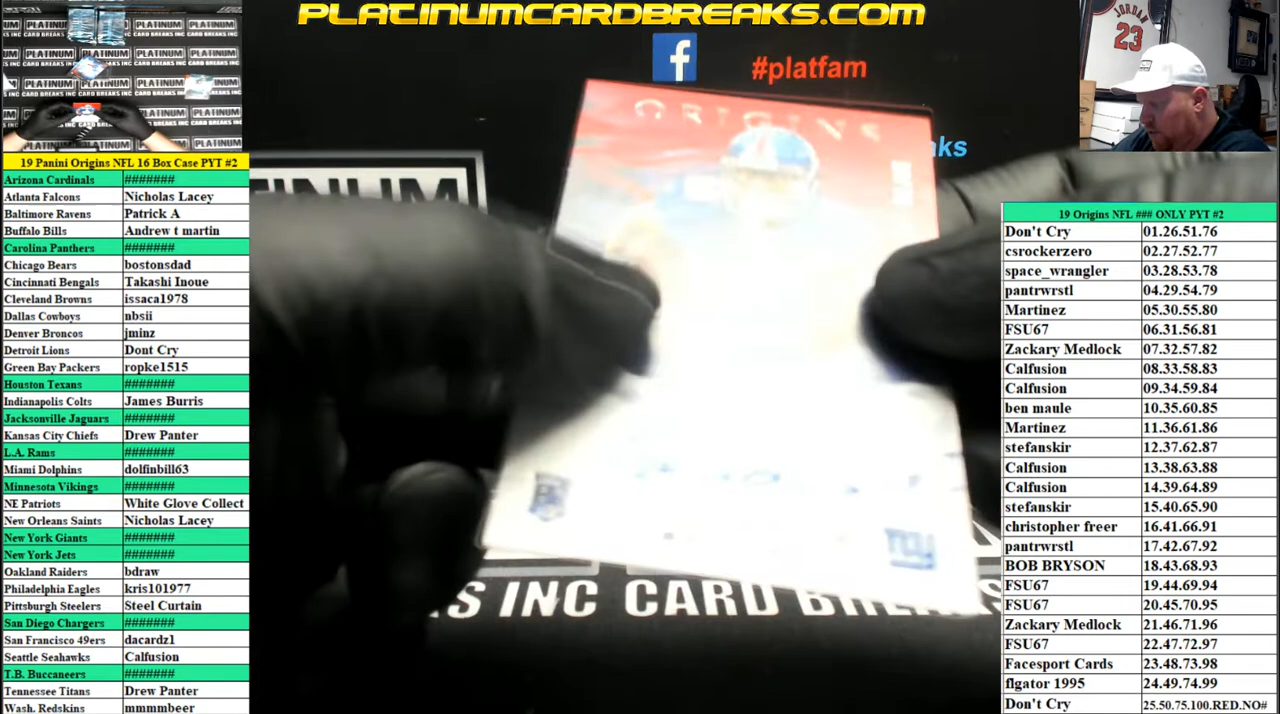 PLATINUMCARDBREAKS.COM
#platfam
aks
ORIGINS
S INC CARD BREAKS
JORDAN
23
19 Panini Origins NFL 16 Box Case PYT #2
Arizona Cardinals #######
Atlanta Falcons Nicholas Lacey
Baltimore Ravens Patrick A
Buffalo Bills Andrew t martin
Carolina Panthers #######
Chicago Bears bostonsdad
Cincinnati Bengals Takashi Inoue
Cleveland Browns issaca1978
Dallas Cowboys nbsii
Denver Broncos jminz
Detroit Lions Dont Cry
Green Bay Packers ropke1515
Houston Texans #######
Indianapolis Colts James Burris
Jacksonville Jaguars #######
Kansas City Chiefs Drew Panter
L.A. Rams #######
Miami Dolphins dolfinbill63
Minnesota Vikings #######
NE Patriots White Glove Collect
New Orleans Saints Nicholas Lacey
New York Giants #######
New York Jets #######
Oakland Raiders bdraw
Philadelphia Eagles kris101977
Pittsburgh Steelers Steel Curtain
San Diego Chargers #######
San Francisco 49ers dacardz1
Seattle Seahawks Calfusion
T.B. Buccaneers #######
Tennessee Titans Drew Panter
Wash. Redskins mmmmbeer
19 Origins NFL ### ONLY PYT #2
Don't Cry 01.26.51.76
csrockerzero 02.27.52.77
space_wrangler 03.28.53.78
pantrwrstl 04.29.54.79
Martinez 05.30.55.80
FSU67 06.31.56.81
Zackary Medlock 07.32.57.82
Calfusion 08.33.58.83
Calfusion 09.34.59.84
ben maule 10.35.60.85
Martinez 11.36.61.86
stefanskir 12.37.62.87
Calfusion 13.38.63.88
Calfusion 14.39.64.89
stefanskir 15.40.65.90
christopher freer 16.41.66.91
pantrwrstl 17.42.67.92
BOB BRYSON 18.43.68.93
FSU67 19.44.69.94
FSU67 20.45.70.95
Zackary Medlock 21.46.71.96
FSU67 22.47.72.97
Facesport Cards 23.48.73.98
flgator 1995 24.49.74.99
Don't Cry 25.50.75.100.RED.NO#